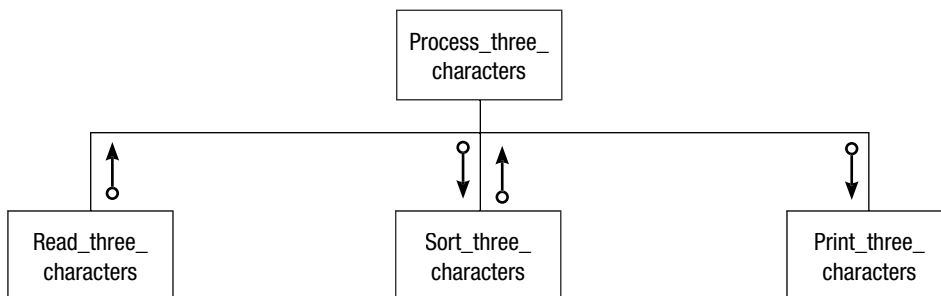 Process_three_
characters
Read_three_
characters
Sort_three_
characters
Print_three_
characters